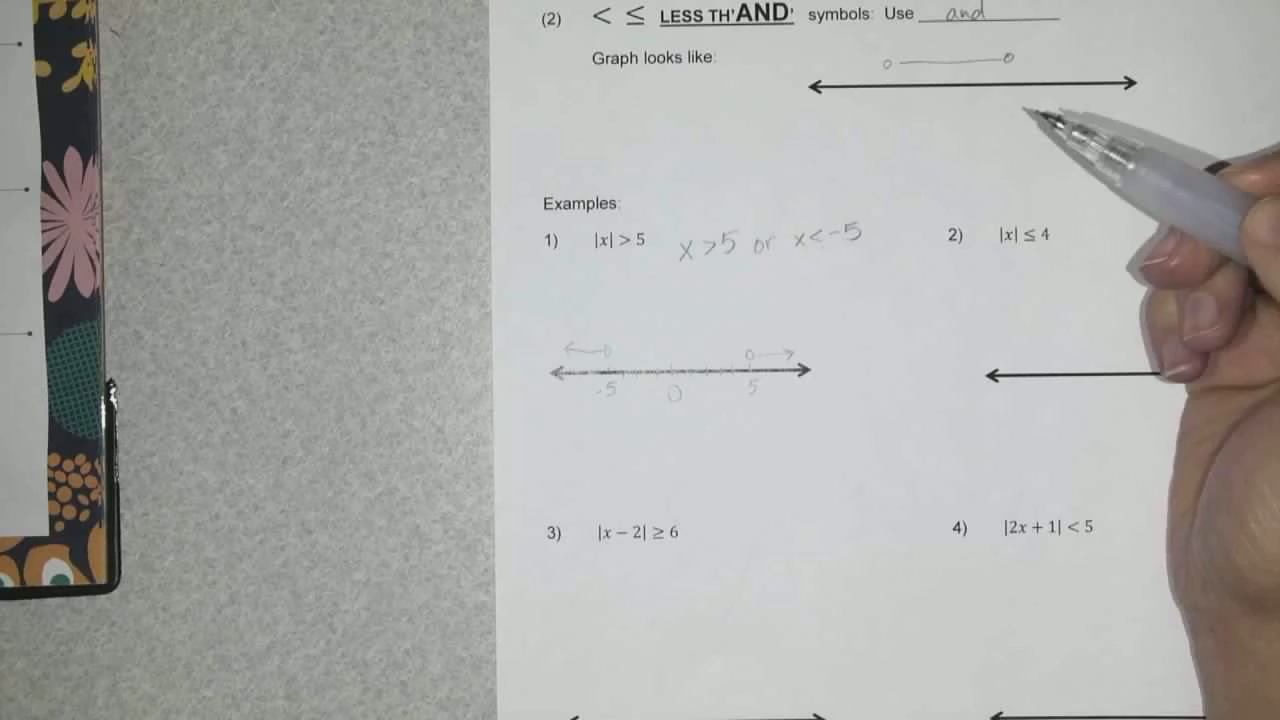 (2) < ≤ LESS TH'AND' symbols: Use and
Graph looks like:
Examples:
1) |x| > 5 x > 5 or x < -5
2) |x| ≤ 4
-5 0 5
3) |x − 2| ≥ 6
4) |2x + 1| < 5